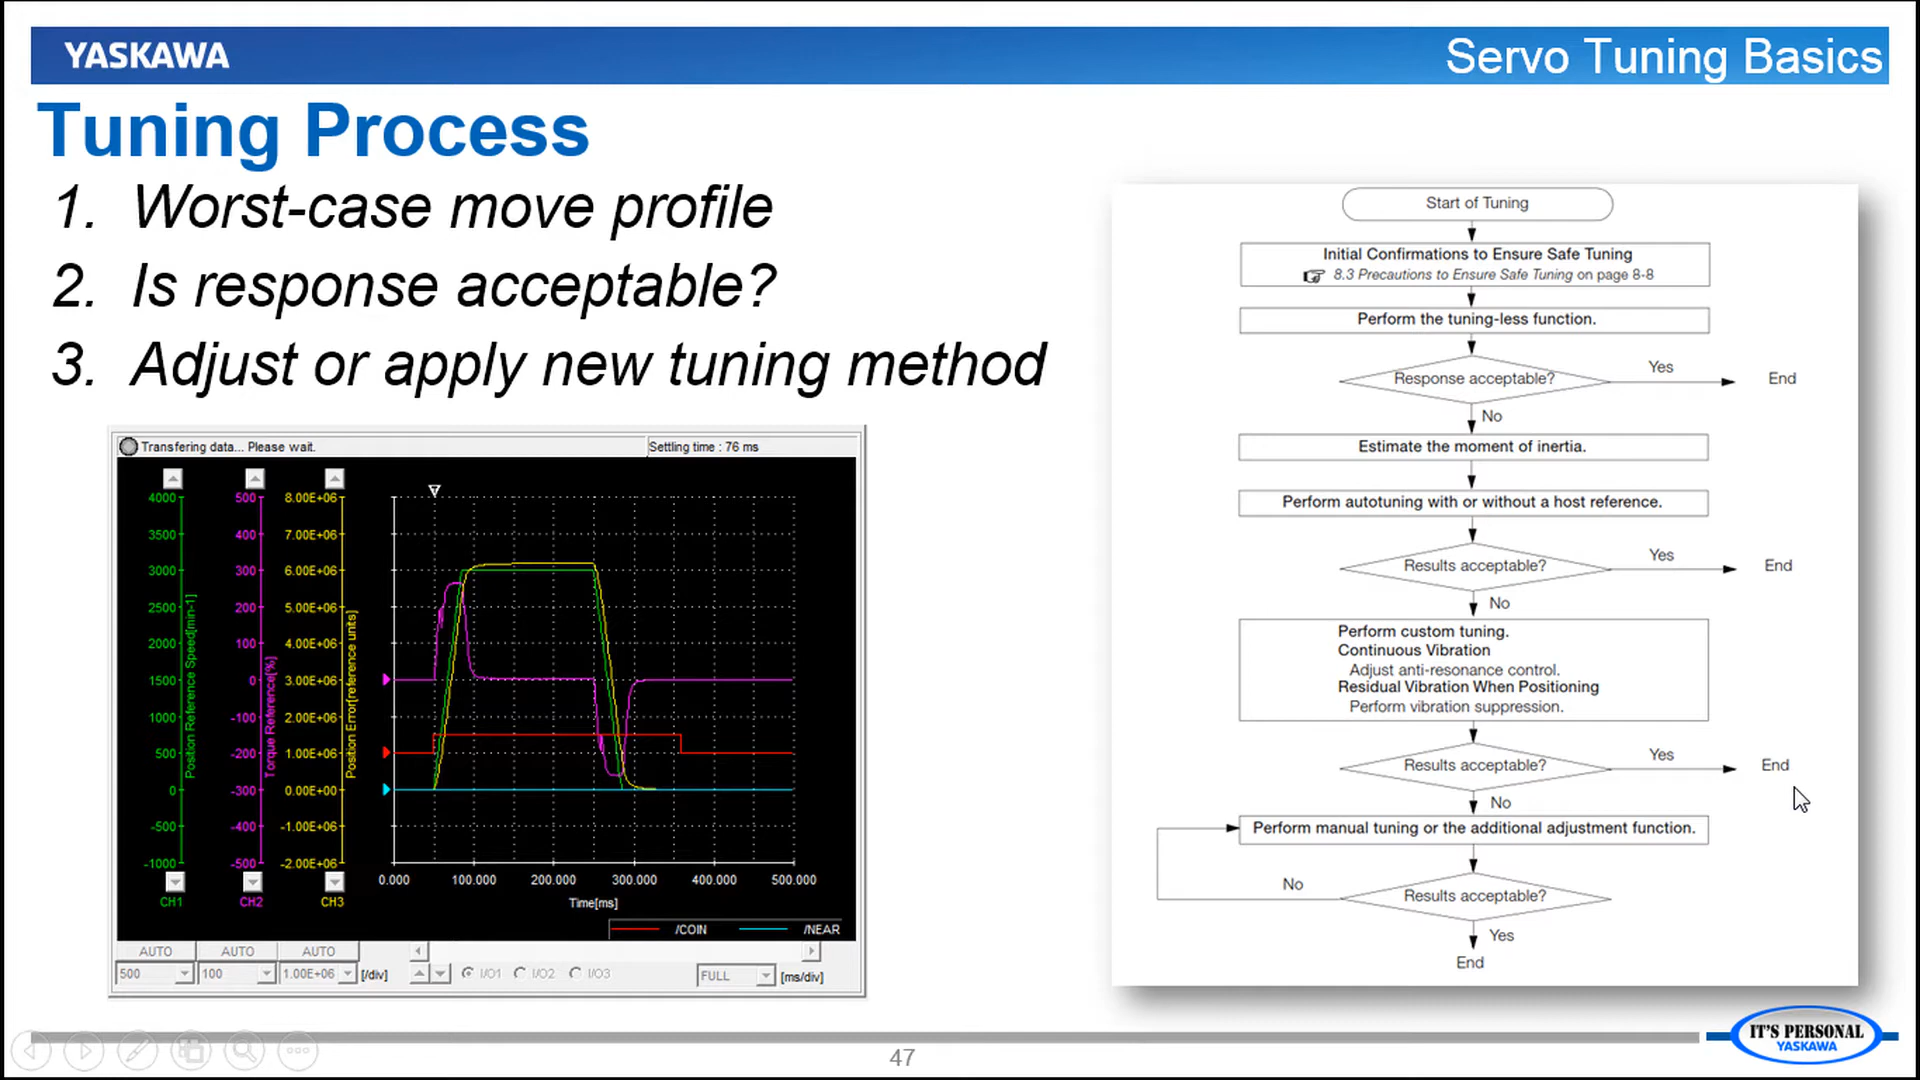 YASKAWA
Servo Tuning Basics
Tuning Process
1. Worst-case move profile
2. Is response acceptable?
3. Adjust or apply new tuning method
Transfering data... Please wait.
Settling time : 76 ms
4000
3500
3000
2500
2000
1500
1000
500
0
-500
-1000
Position Reference Speed[min-1]
CH1
500
400
300
200
100
0
-100
-200
-300
-400
-500
Torque Reference[%]
CH2
8.00E+06
7.00E+06
6.00E+06
5.00E+06
4.00E+06
3.00E+06
2.00E+06
1.00E+06
0.00E+00
-1.00E+06
-2.00E+06
Position Error[reference units]
CH3
0.000 100.000 200.000 300.000 400.000 500.000
Time[ms]
/COIN /NEAR
AUTO AUTO AUTO
500 100 1.00E+06 [/div] I/O1 I/O2 I/O3 FULL [ms/div]
Start of Tuning
Initial Confirmations to Ensure Safe Tuning
8.3 Precautions to Ensure Safe Tuning on page 8-8
Perform the tuning-less function.
Response acceptable?
Yes
End
No
Estimate the moment of inertia.
Perform autotuning with or without a host reference.
Results acceptable?
Yes
End
No
Perform custom tuning.
Continuous Vibration
Adjust anti-resonance control.
Residual Vibration When Positioning
Perform vibration suppression.
Results acceptable?
Yes
End
No
Perform manual tuning or the additional adjustment function.
Results acceptable?
No
Yes
End
47
IT'S PERSONAL
YASKAWA